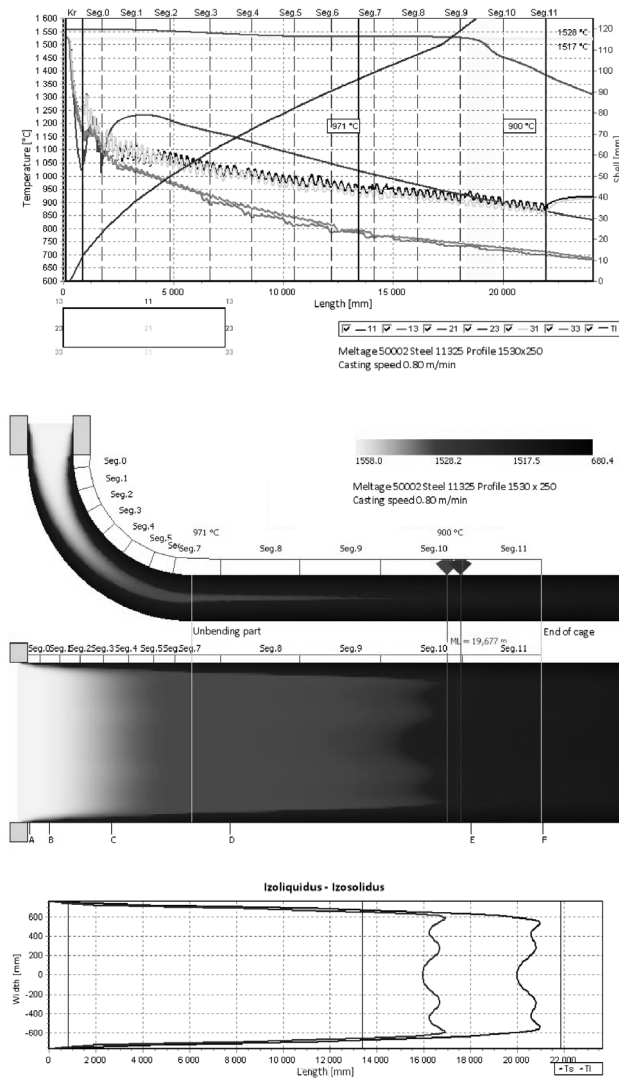 Kr Seg.0 Seg.1 Seg.2 Seg.3 Seg.4 Seg.5 Seg.6 Seg.7 Seg.8 Seg.9 Seg.10 Seg.11
1 600
1 550
1 500
1 450
1 400
1 350
1 300
1 250
1 200
1 150
1 100
1 050
1 000
950
900
850
800
750
700
650
600
Temperature [°C]
120
110
100
90
80
70
60
50
40
30
20
10
0
Shell [mm]
1528 °C
1517 °C
971 °C
900 °C
0 5 000 10 000 15 000 20 000
Length [mm]
13 11 13
23 21 23
33 31 33
11 13 21 23 31 33 Tl
Meltage 50002 Steel 11325 Profile 1530x250
Casting speed 0.80 m/min
1558.0 1528.2 1517.5 680.4
Meltage 50002 Steel 11325 Profile 1530 x 250
Casting speed 0.80 m/min
Seg.0
Seg.1
Seg.2
Seg.3
Seg.4
Seg.5
Seg.7 Seg.8 Seg.9 Seg.10 Seg.11
971 °C
900 °C
Unbending part
ML = 19,677 m
End of cage
Seg.0 Seg.1 Seg.2 Seg.3 Seg.4 Seg.5 Seg.7 Seg.8 Seg.9 Seg.10 Seg.11
A B C D E F
Izoliquidus - Izosolidus
600
400
200
0
-200
-400
-600
Width [mm]
0 2 000 4 000 6 000 8 000 10 000 12 000 14 000 16 000 18 000 20 000 22 000
Length [mm]
Ts Tl